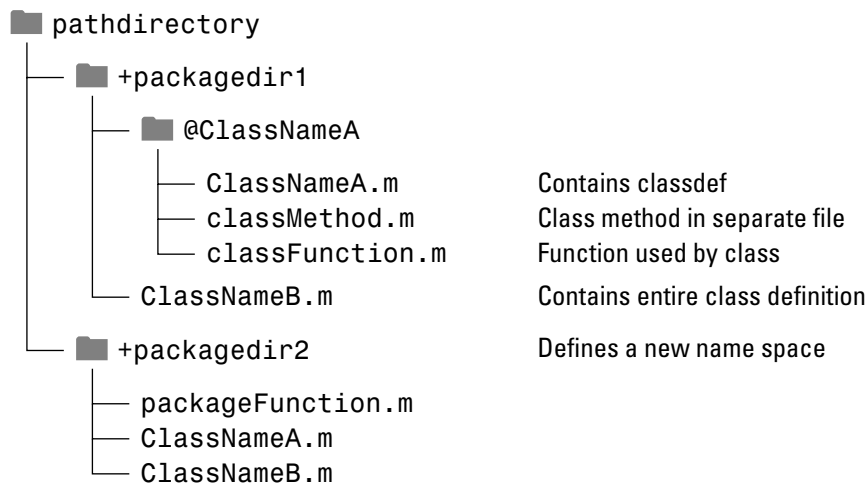 pathdirectory
+packagedir1
@ClassNameA
ClassNameA.m Contains classdef
classMethod.m Class method in separate file
classFunction.m Function used by class
ClassNameB.m Contains entire class definition
+packagedir2 Defines a new name space
packageFunction.m
ClassNameA.m
ClassNameB.m